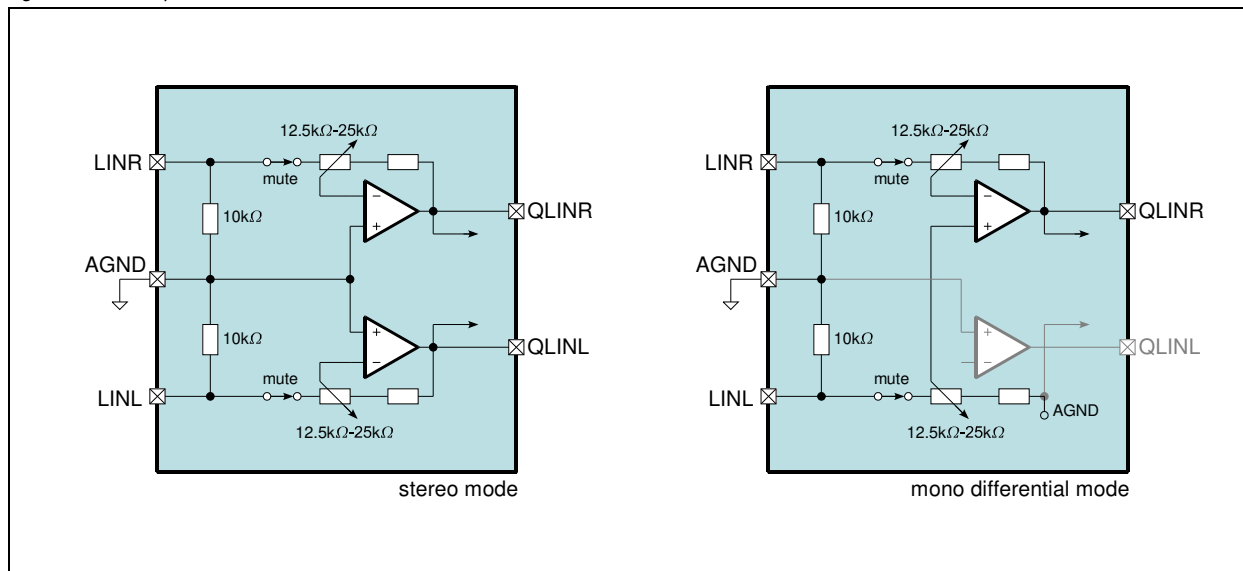 12.5kΩ-25kΩ
LINR
mute
QLINR
10kΩ
AGND
10kΩ
QLINL
mute
LINL
12.5kΩ-25kΩ
stereo mode
12.5kΩ-25kΩ
LINR
mute
QLINR
10kΩ
AGND
10kΩ
QLINL
mute
LINL
AGND
12.5kΩ-25kΩ
mono differential mode